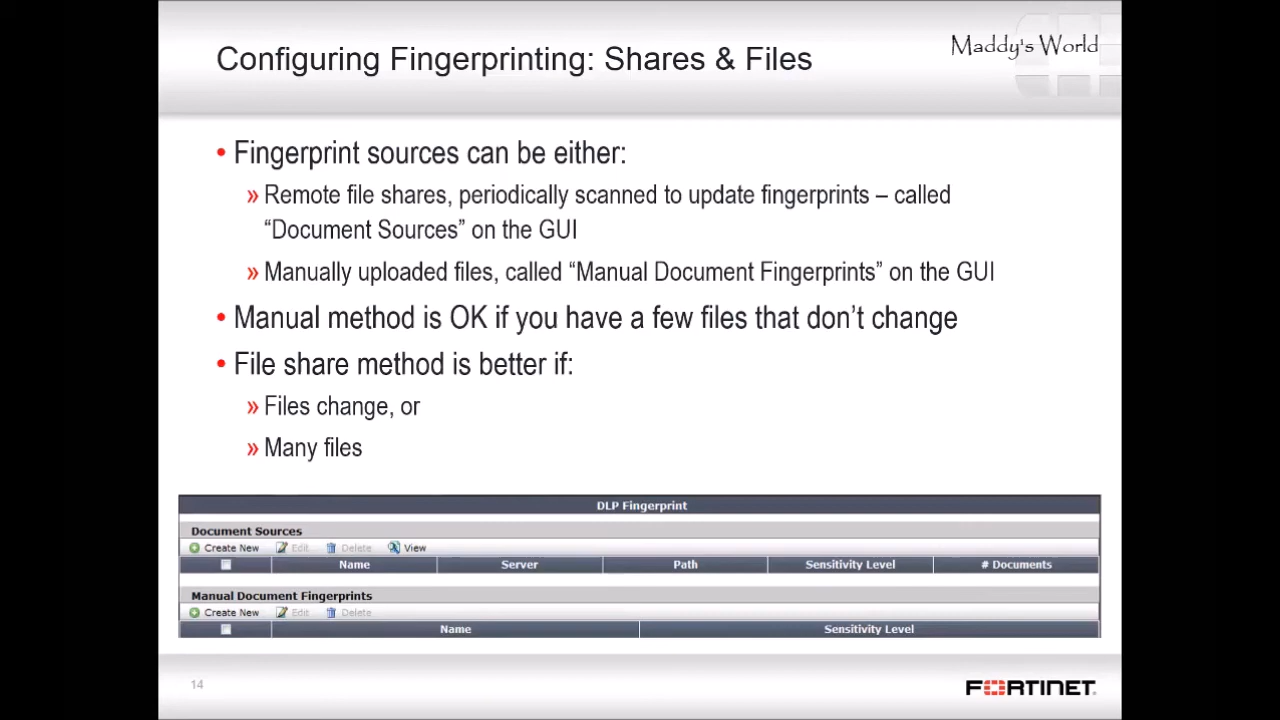 Configuring Fingerprinting: Shares & Files
Maddy's World
• Fingerprint sources can be either:
» Remote file shares, periodically scanned to update fingerprints – called
“Document Sources” on the GUI
» Manually uploaded files, called “Manual Document Fingerprints” on the GUI
• Manual method is OK if you have a few files that don’t change
• File share method is better if:
» Files change, or
» Many files
DLP Fingerprint
Document Sources
Create New Edit Delete View
Name Server Path Sensitivity Level # Documents
Manual Document Fingerprints
Create New Edit Delete
Name Sensitivity Level
14
FORTINET